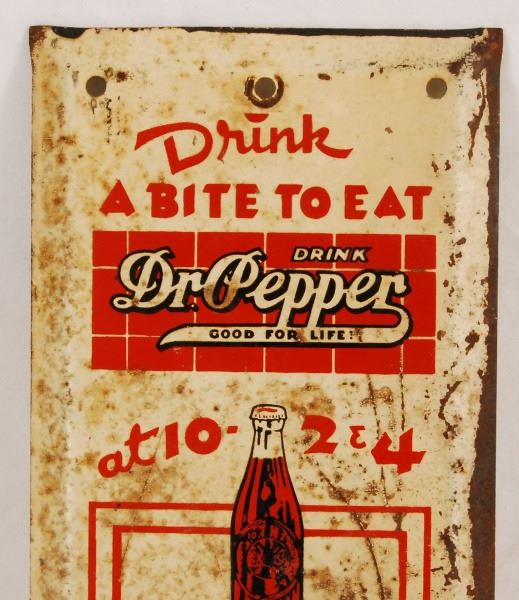 Drink
A BITE TO EAT
DRINK
Dr. Pepper
GOOD FOR LIFE!
at 10- 2 & 4